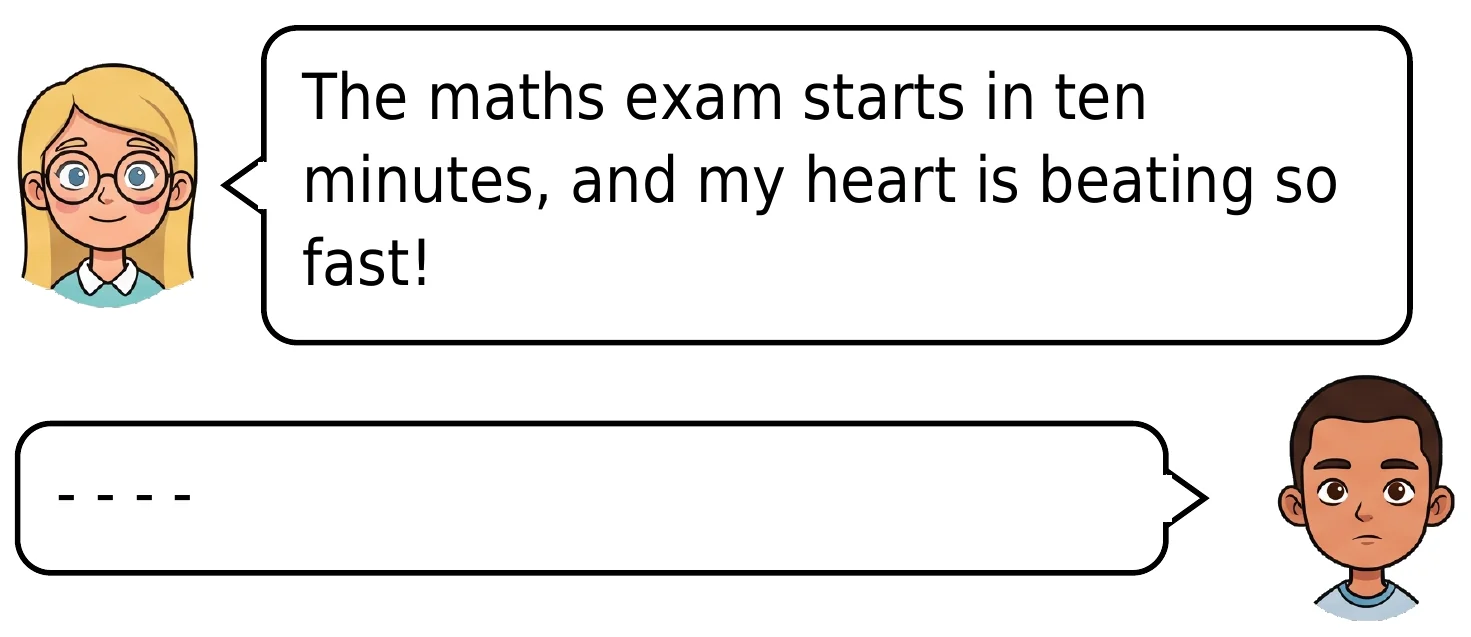 The maths exam starts in ten
minutes, and my heart is beating so
fast!
- - - -